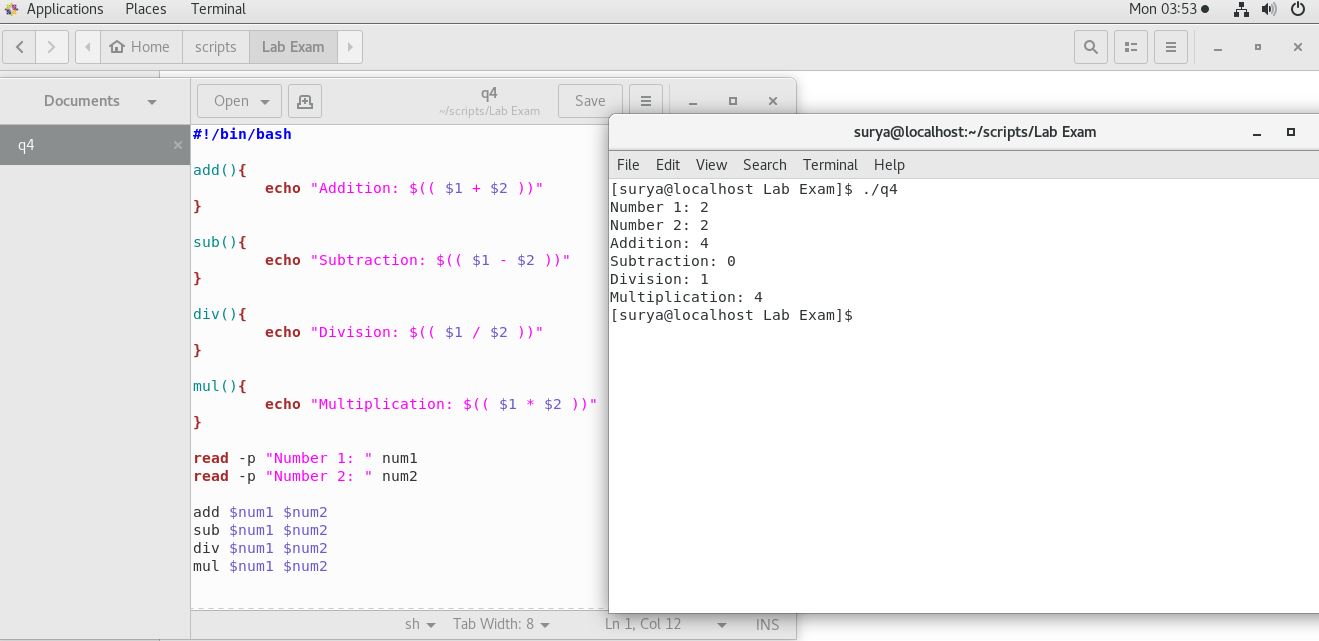 Applications Places Terminal Mon 03:53
Home scripts Lab Exam
Documents Open q4 Save
~/scripts/Lab Exam
q4
#!/bin/bash
add(){
echo "Addition: $(( $1 + $2 ))"
}
sub(){
echo "Subtraction: $(( $1 - $2 ))"
}
div(){
echo "Division: $(( $1 / $2 ))"
}
mul(){
echo "Multiplication: $(( $1 * $2 ))"
}
read -p "Number 1: " num1
read -p "Number 2: " num2
add $num1 $num2
sub $num1 $num2
div $num1 $num2
mul $num1 $num2
sh Tab Width: 8 Ln 1, Col 12 INS
surya@localhost:~/scripts/Lab Exam
File Edit View Search Terminal Help
[surya@localhost Lab Exam]$ ./q4
Number 1: 2
Number 2: 2
Addition: 4
Subtraction: 0
Division: 1
Multiplication: 4
[surya@localhost Lab Exam]$